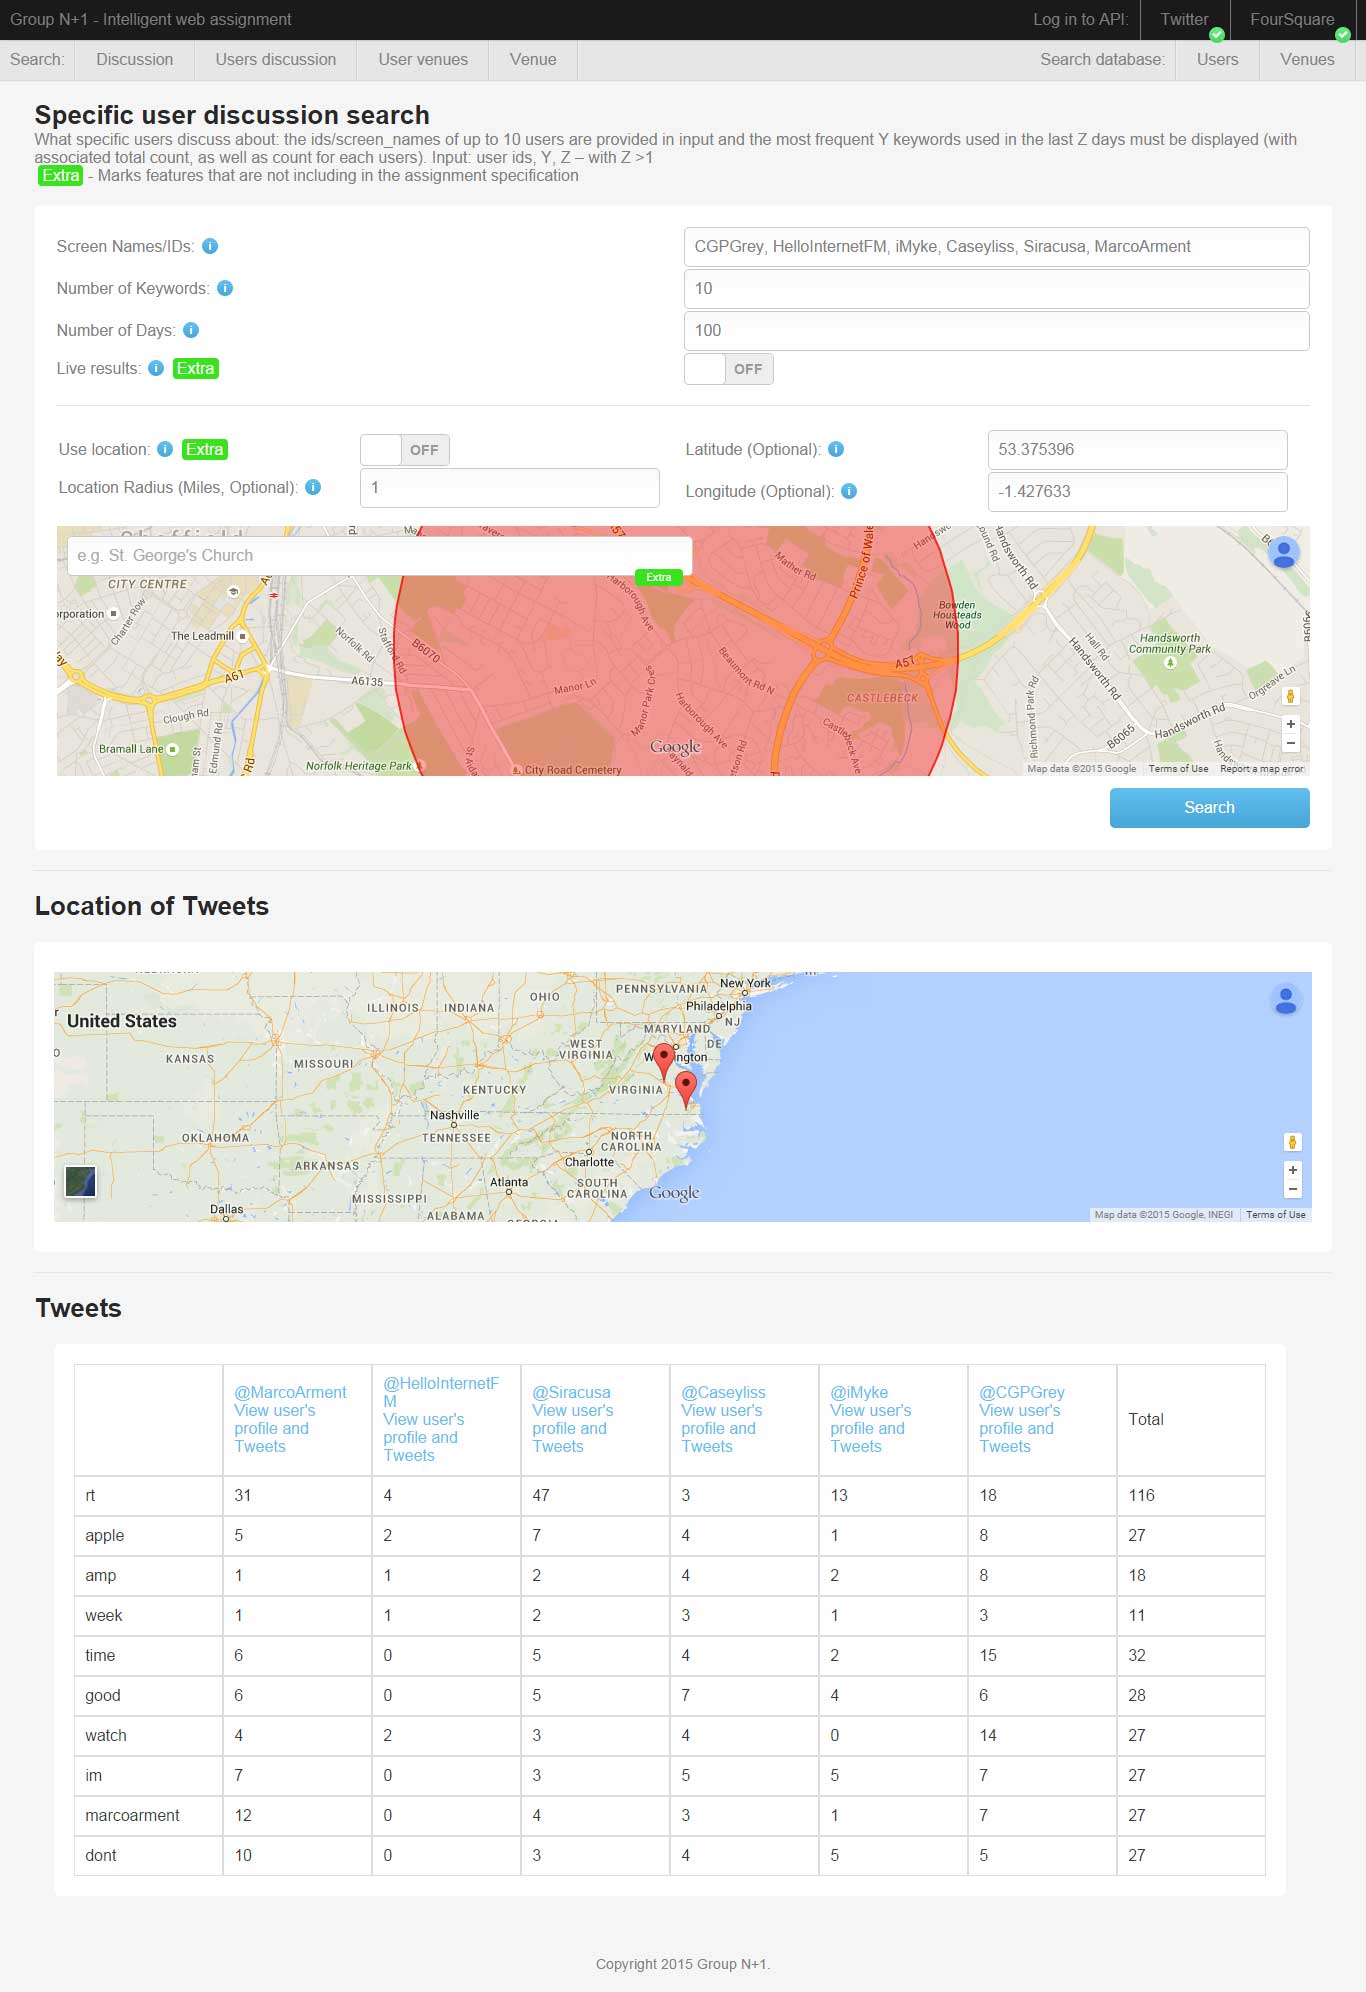 Group N+1 - Intelligent web assignment
Log in to API: Twitter FourSquare
Search: Discussion Users discussion User venues Venue
Search database: Users Venues
Specific user discussion search
What specific users discuss about: the ids/screen_names of up to 10 users are provided in input and the most frequent Y keywords used in the last Z days must be displayed (with
associated total count, as well as count for each users). Input: user ids, Y, Z – with Z >1
Extra - Marks features that are not including in the assignment specification
Screen Names/IDs: CGPGrey, HelloInternetFM, iMyke, Caseyliss, Siracusa, MarcoArment
Number of Keywords: 10
Number of Days: 100
Live results: Extra OFF
Use location: Extra OFF
Latitude (Optional): 53.375396
Location Radius (Miles, Optional): 1
Longitude (Optional): -1.427633
e.g. St. George's Church
Extra
CITY CENTRE
Charter Row
The Leadmill
Norfolk Rd
Stafford Rd
B6070
A61
A6135
Clough Rd
Bramall Lane
Edmund Rd
Norfolk Heritage Park
City Road Cemetery
Manor Ln
Manor Park
Harborough Ave
Harborough Ave
Mather Rd
Beaumont Rd N
Prince of Wale
A57
CASTLEBECK
Castlebeck Ave
Bowden
Housteads
Wood
Handsworth Rd
Handsworth
Community Park
Hall Rd
Handsworth Rd
Richmond Park Rd
B6065
Handsworth Rd
Orgreave Ln
Google
Map data ©2015 Google Terms of Use Report a map error
Search
Location of Tweets
United States
New York
PENNSYLVANIA
Philadelphia
OHIO
ILLINOIS INDIANA
NJ
MARYLAND
DE
WEST
VIRGINIA
KANSAS
MISSOURI
KENTUCKY
VIRGINIA
Nashville
TENNESSEE
OKLAHOMA
NORTH
CAROLINA
Charlotte
ARKANSAS
Atlanta
SOUTH
CAROLINA
MISSISSIPPI
Dallas
ALABAMA
Google
Map data ©2015 Google, INEGI Terms of Use
Tweets
@MarcoArment View user's profile and Tweets @HelloInternetFM View user's profile and Tweets @Siracusa View user's profile and Tweets @Caseyliss View user's profile and Tweets @iMyke View user's profile and Tweets @CGPGrey View user's profile and Tweets Total
rt 31 4 47 3 13 18 116
apple 5 2 7 4 1 8 27
amp 1 1 2 4 2 8 18
week 1 1 2 3 1 3 11
time 6 0 5 4 2 15 32
good 6 0 5 7 4 6 28
watch 4 2 3 4 0 14 27
im 7 0 3 5 5 7 27
marcoarment 12 0 4 3 1 7 27
dont 10 0 3 4 5 5 27
Copyright 2015 Group N+1.